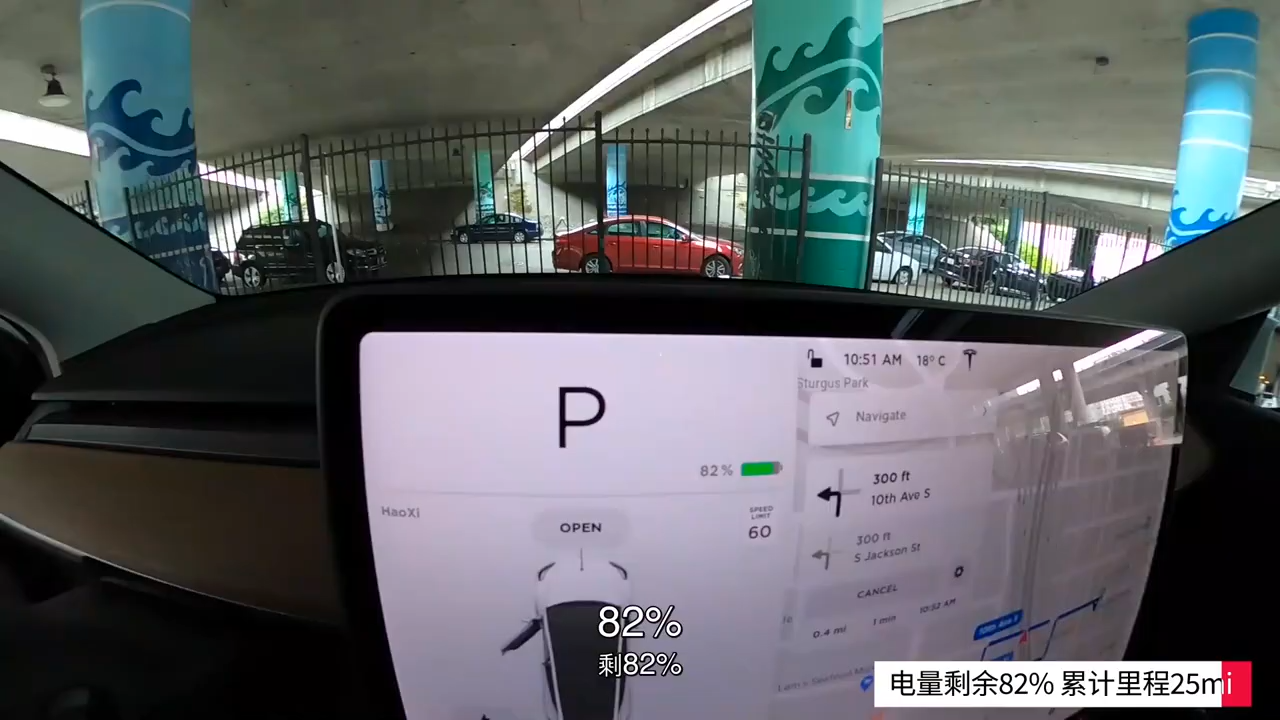 10:51 AM 18°C
Sturgus Park
Navigate
P
82%
300 ft
10th Ave S
HaoXi
OPEN
SPEED
LIMIT
60
300 ft
S Jackson St
CANCEL
0.4 mi 1 min 10:52 AM
82%
剩82%
电量剩余82% 累计里程25mi